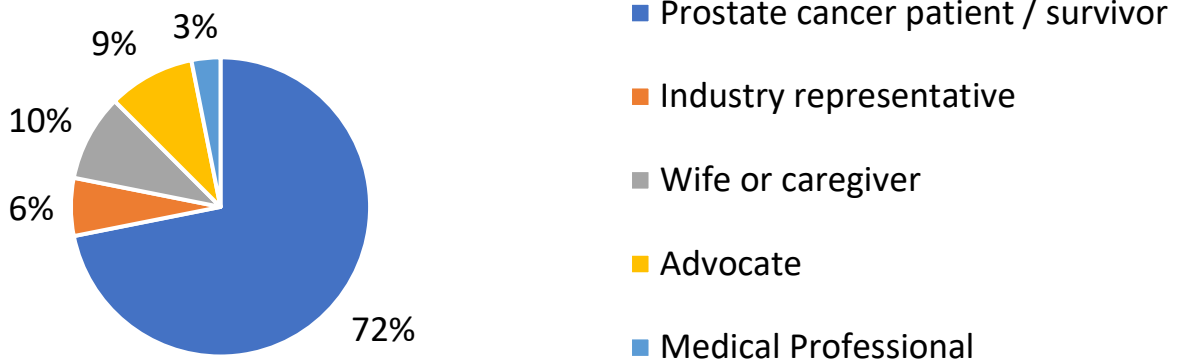 3%
9%
10%
6%
72%
Prostate cancer patient / survivor
Industry representative
Wife or caregiver
Advocate
Medical Professional